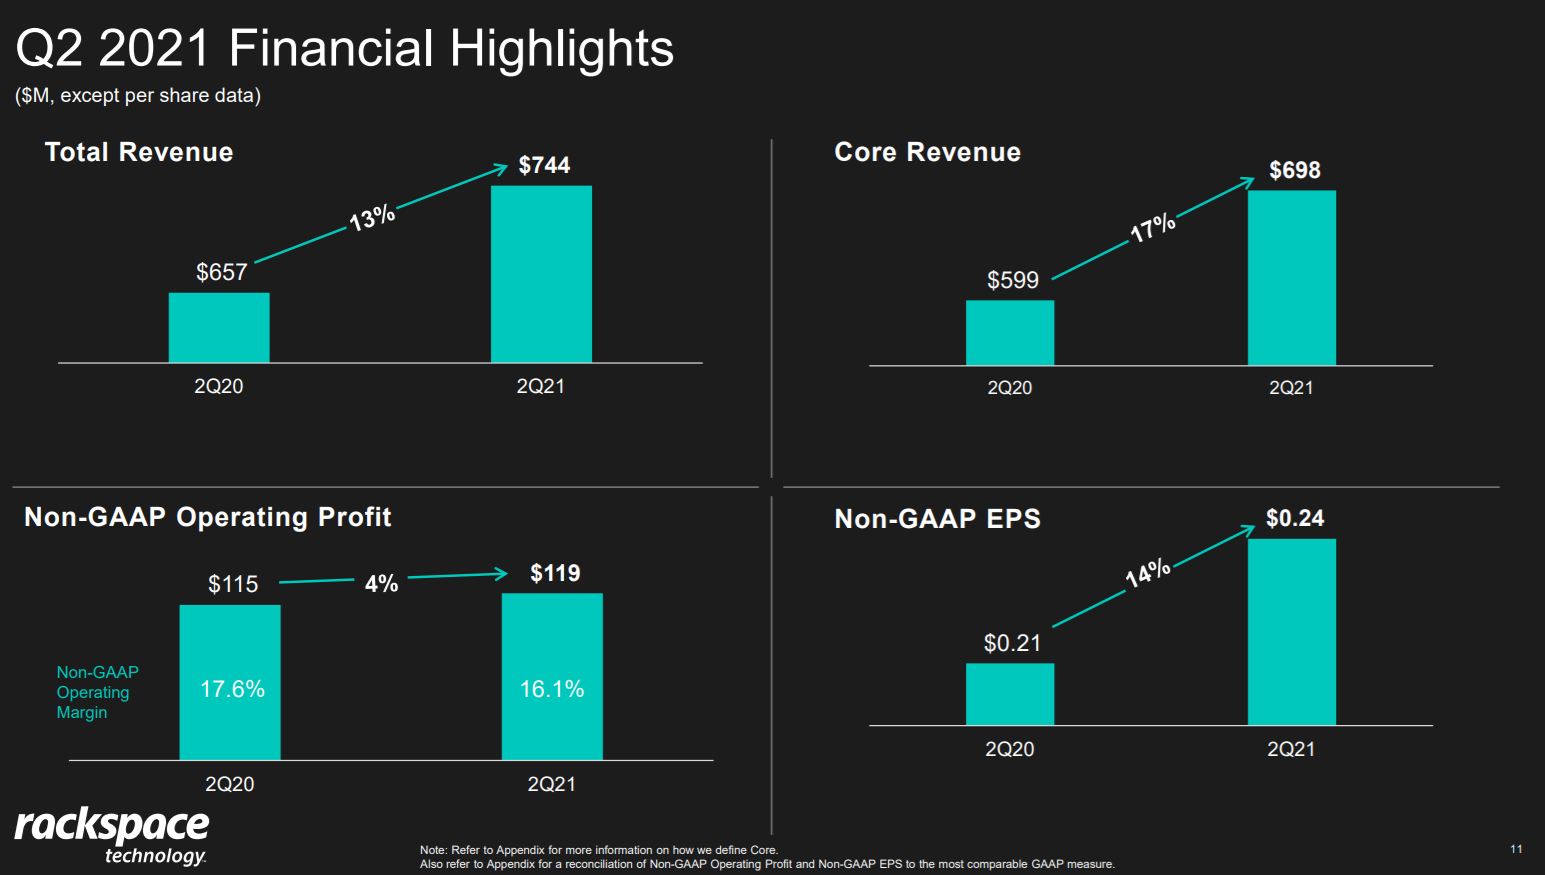 Q2 2021 Financial Highlights
($M, except per share data)
Total Revenue
$744
13%
$657
2Q20
2Q21
Core Revenue
$698
17%
$599
2Q20
2Q21
Non-GAAP Operating Profit
$119
$115
4%
Non-GAAP
Operating
Margin
17.6%
16.1%
2Q20
2Q21
Non-GAAP EPS
$0.24
14%
$0.21
2Q20
2Q21
rackspace
technology
Note: Refer to Appendix for more information on how we define Core.
Also refer to Appendix for a reconciliation of Non-GAAP Operating Profit and Non-GAAP EPS to the most comparable GAAP measure.
11